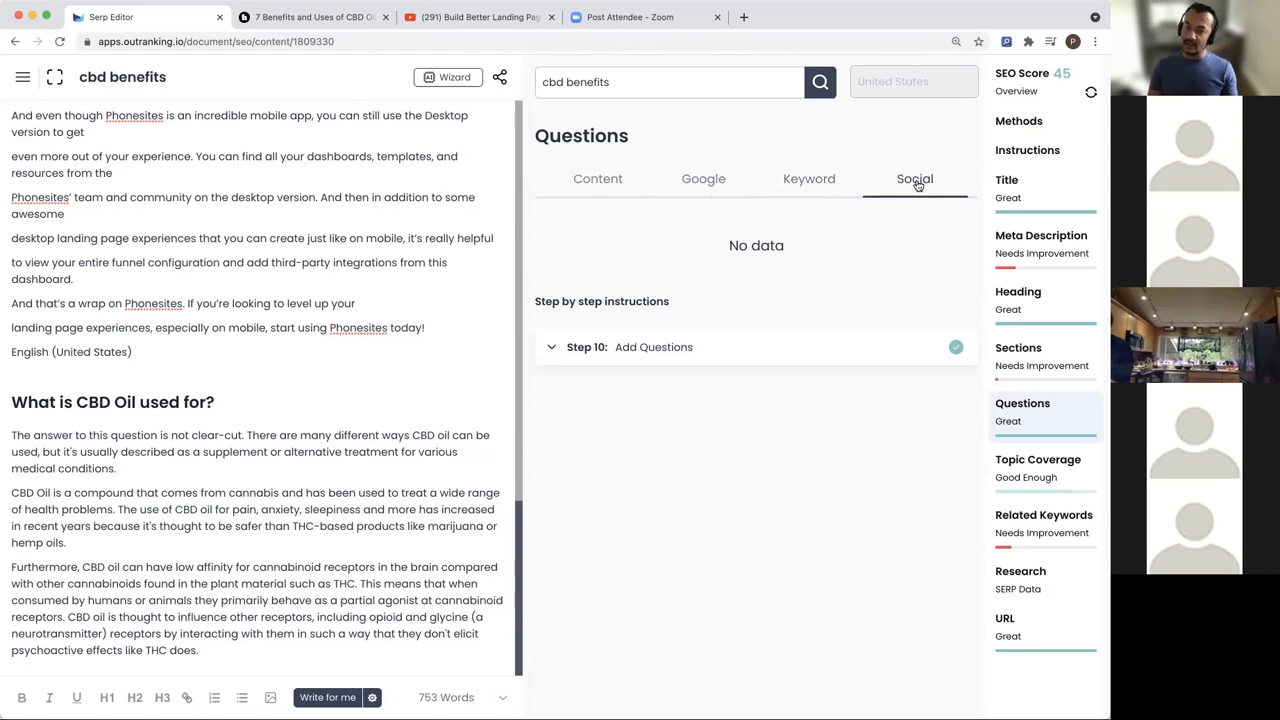 Serp Editor
7 Benefits and Uses of CBD O
(291) Build Better Landing Pag
Post Attendee - Zoom
apps.outranking.io/document/seo/content/1809330
P
cbd benefits
AI Wizard
And even though Phonesites is an incredible mobile app, you can still use the Desktop
version to get
even more out of your experience. You can find all your dashboards, templates, and
resources from the
Phonesites' team and community on the desktop version. And then in addition to some
awesome
desktop landing page experiences that you can create just like on mobile, it's really helpful
to view your entire funnel configuration and add third-party integrations from this
dashboard.
And that's a wrap on Phonesites. If you're looking to level up your
landing page experiences, especially on mobile, start using Phonesites today!
English (United States)
What is CBD Oil used for?
The answer to this question is not clear-cut. There are many different ways CBD oil can be
used, but it's usually described as a supplement or alternative treatment for various
medical conditions.
CBD Oil is a compound that comes from cannabis and has been used to treat a wide range
of health problems. The use of CBD oil for pain, anxiety, sleepiness and more has increased
in recent years because it's thought to be safer than THC-based products like marijuana or
hemp oils.
Furthermore, CBD oil can have low affinity for cannabinoid receptors in the brain compared
with other cannabinoids found in the plant material such as THC. This means that when
consumed by humans or animals they primarily behave as a partial agonist at cannabinoid
receptors. CBD oil is thought to influence other receptors, including opioid and glycine (a
neurotransmitter) receptors by interacting with them in such a way that they don't elicit
psychoactive effects like THC does.
B I U H1 H2 H3
Write for me
753 Words
cbd benefits
United States
Questions
Content Google Keyword Social
No data
Step by step instructions
Step 10: Add Questions
SEO Score 45
Overview
Methods
Instructions
Title
Great
Meta Description
Needs Improvement
Heading
Great
Sections
Needs Improvement
Questions
Great
Topic Coverage
Good Enough
Related Keywords
Needs Improvement
Research
SERP Data
URL
Great